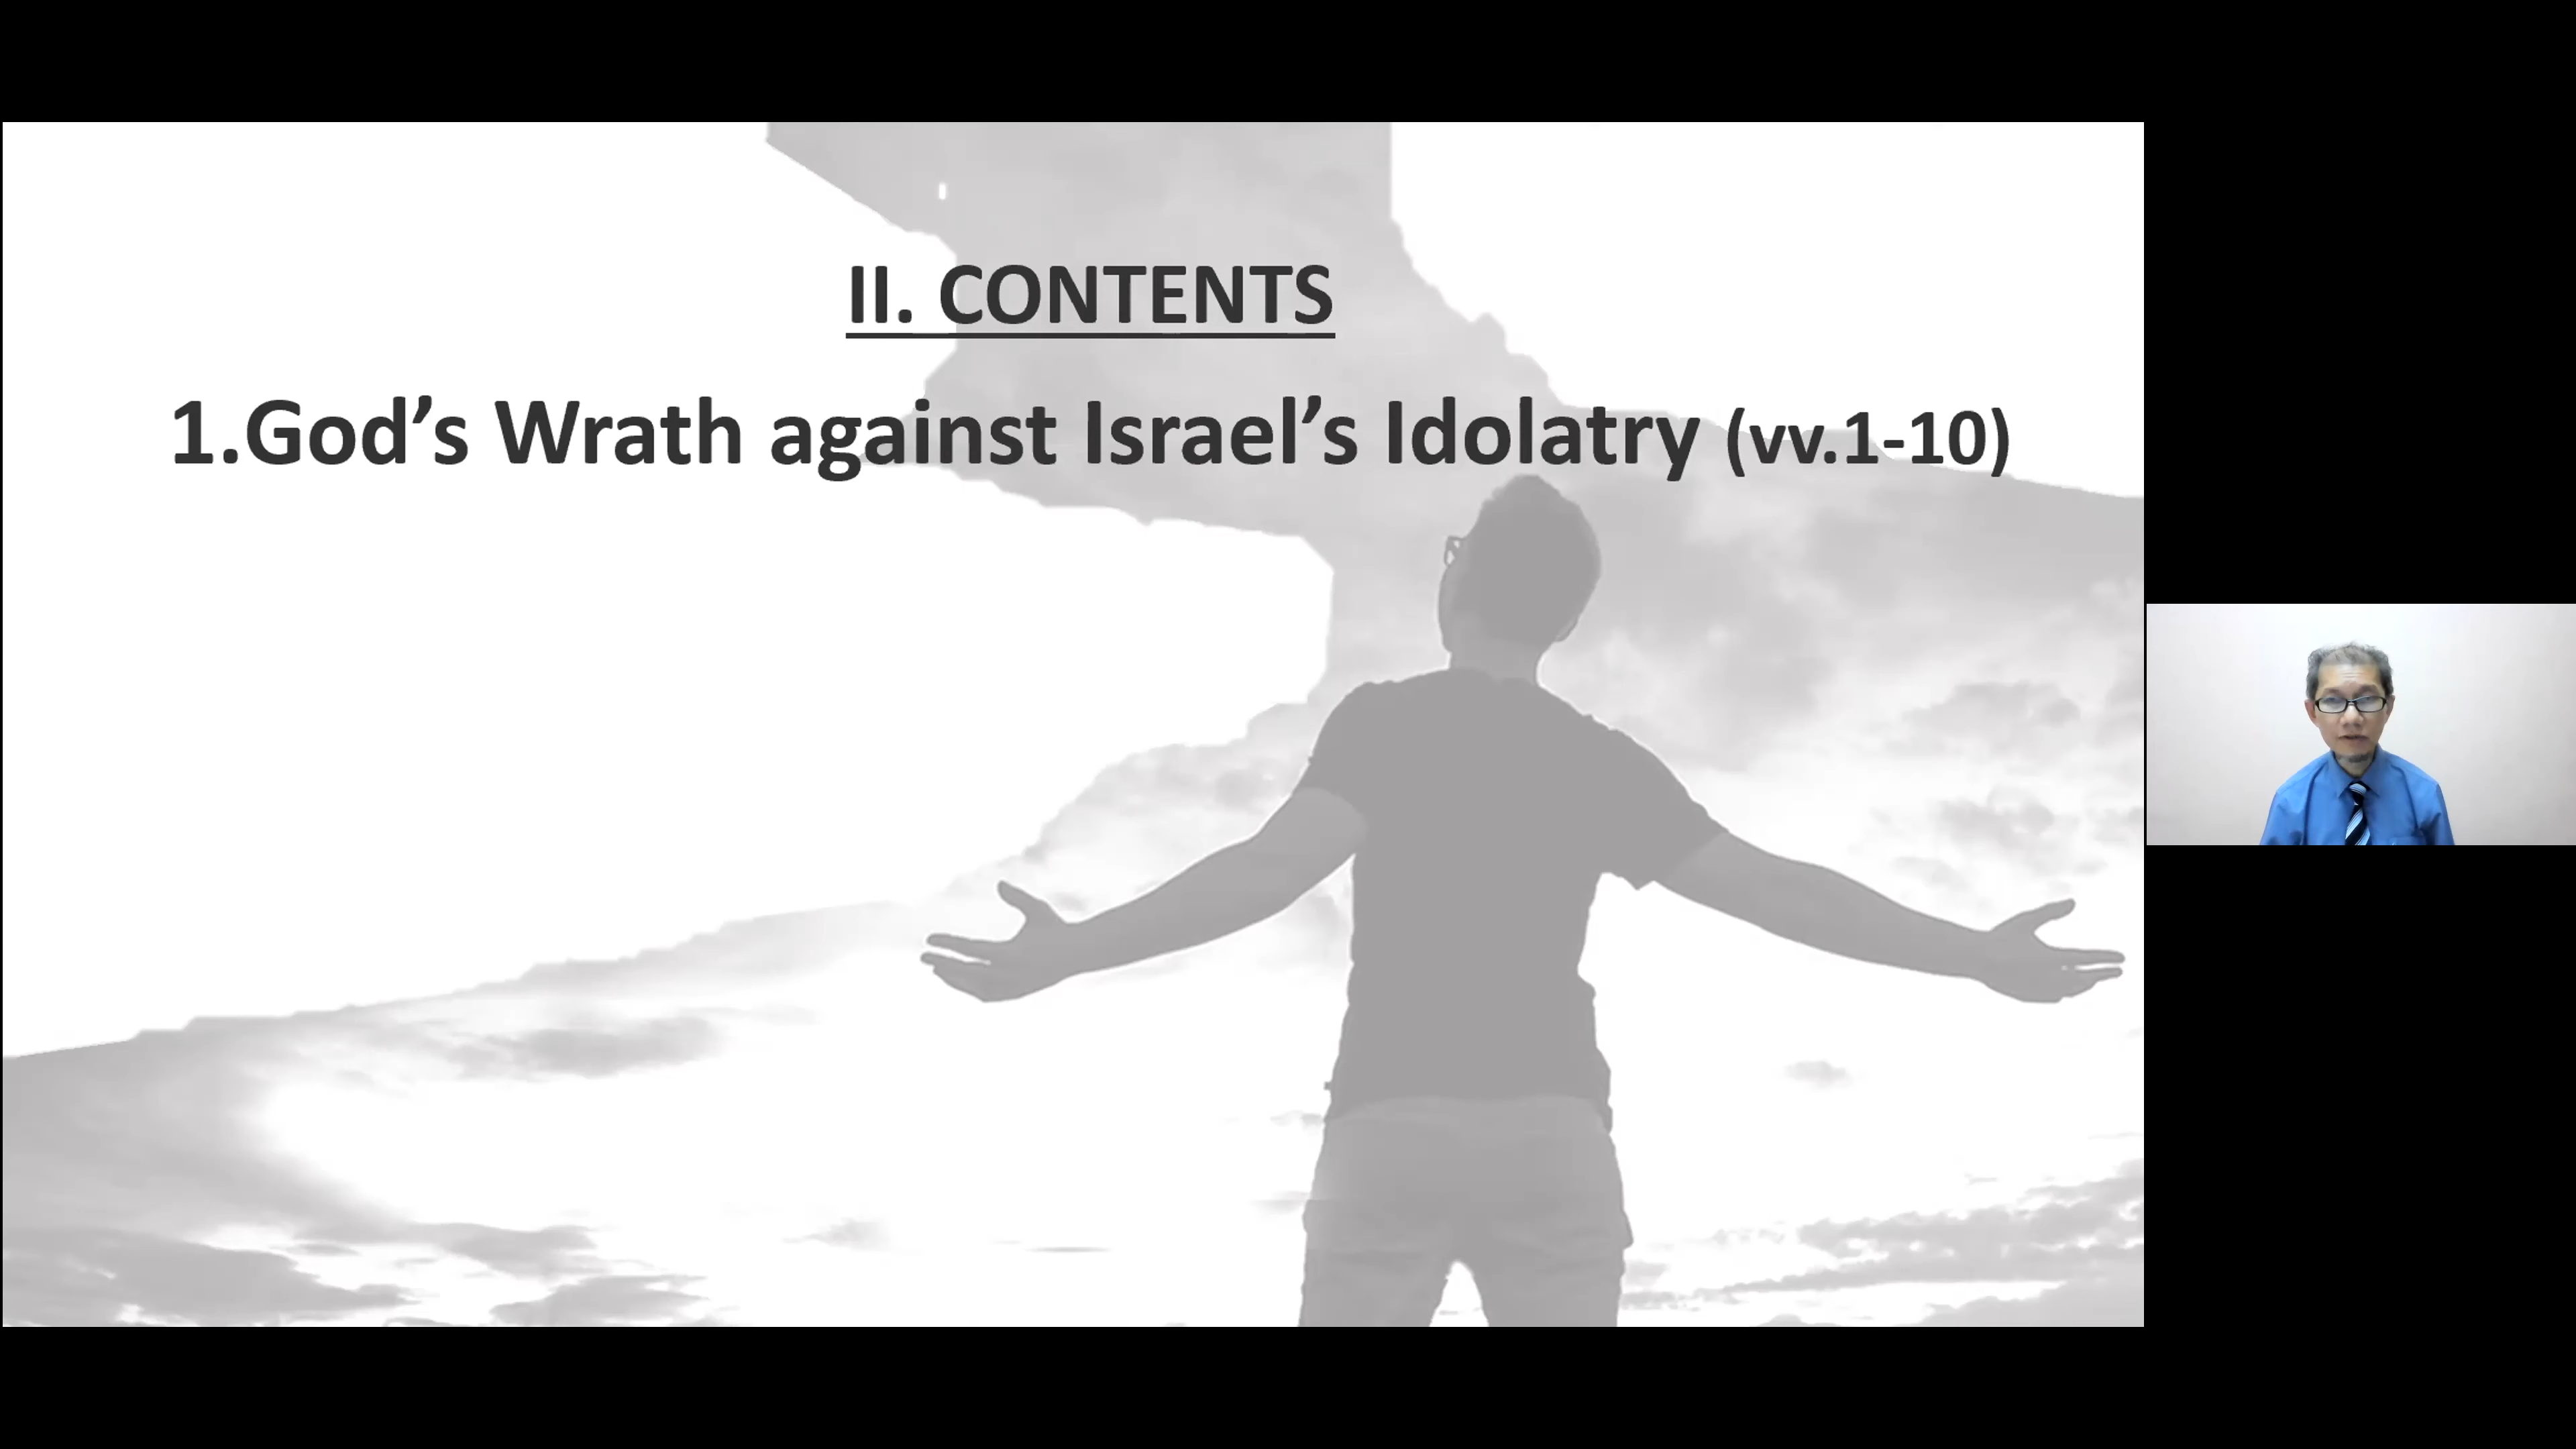 II. CONTENTS
1.God’s Wrath against Israel’s Idolatry (vv.1-10)